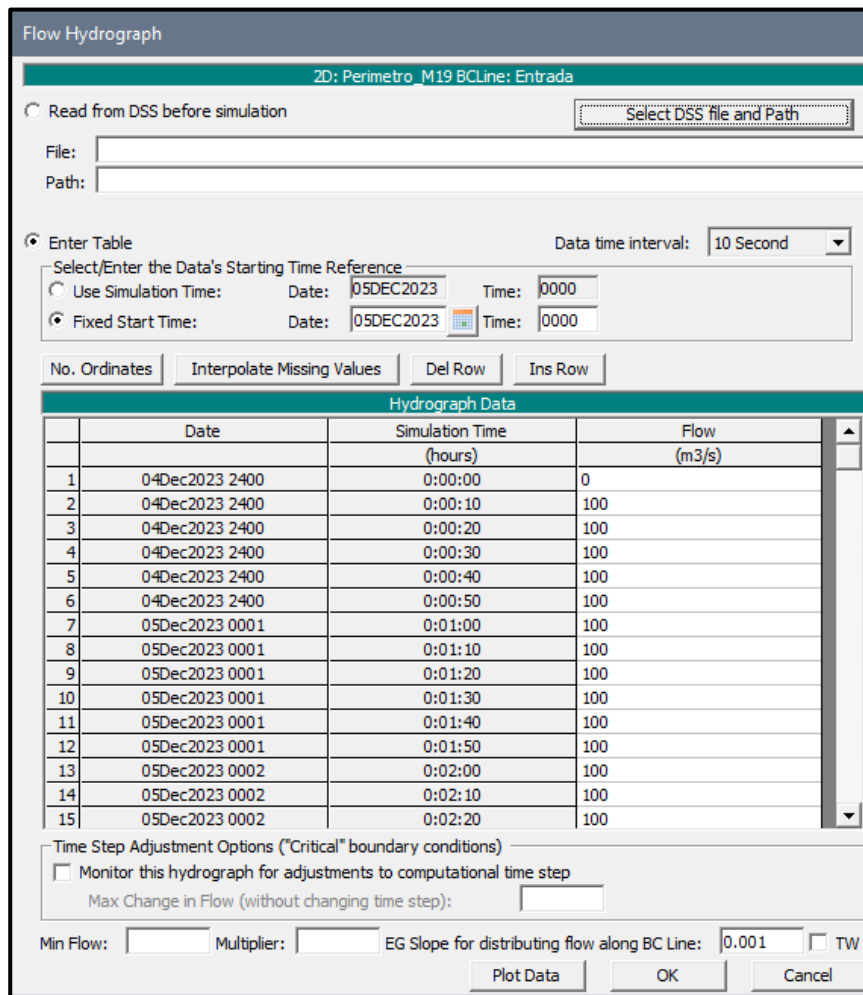 Flow Hydrograph
2D: Perimetro_M19 BCLine: Entrada
Read from DSS before simulation
Select DSS file and Path
File:
Path:
Enter Table
Data time interval: 10 Second
Select/Enter the Data's Starting Time Reference
Use Simulation Time: Date: 05DEC2023 Time: 0000
Fixed Start Time: Date: 05DEC2023 Time: 0000
No. Ordinates Interpolate Missing Values Del Row Ins Row
Hydrograph Data
Date Simulation Time Flow
(hours) (m3/s)
1 04Dec2023 2400 0:00:00 0
2 04Dec2023 2400 0:00:10 100
3 04Dec2023 2400 0:00:20 100
4 04Dec2023 2400 0:00:30 100
5 04Dec2023 2400 0:00:40 100
6 04Dec2023 2400 0:00:50 100
7 05Dec2023 0001 0:01:00 100
8 05Dec2023 0001 0:01:10 100
9 05Dec2023 0001 0:01:20 100
10 05Dec2023 0001 0:01:30 100
11 05Dec2023 0001 0:01:40 100
12 05Dec2023 0001 0:01:50 100
13 05Dec2023 0002 0:02:00 100
14 05Dec2023 0002 0:02:10 100
15 05Dec2023 0002 0:02:20 100
Time Step Adjustment Options ("Critical" boundary conditions)
Monitor this hydrograph for adjustments to computational time step
Max Change in Flow (without changing time step):
Min Flow: Multiplier: EG Slope for distributing flow along BC Line: 0.001 TW
Plot Data OK Cancel